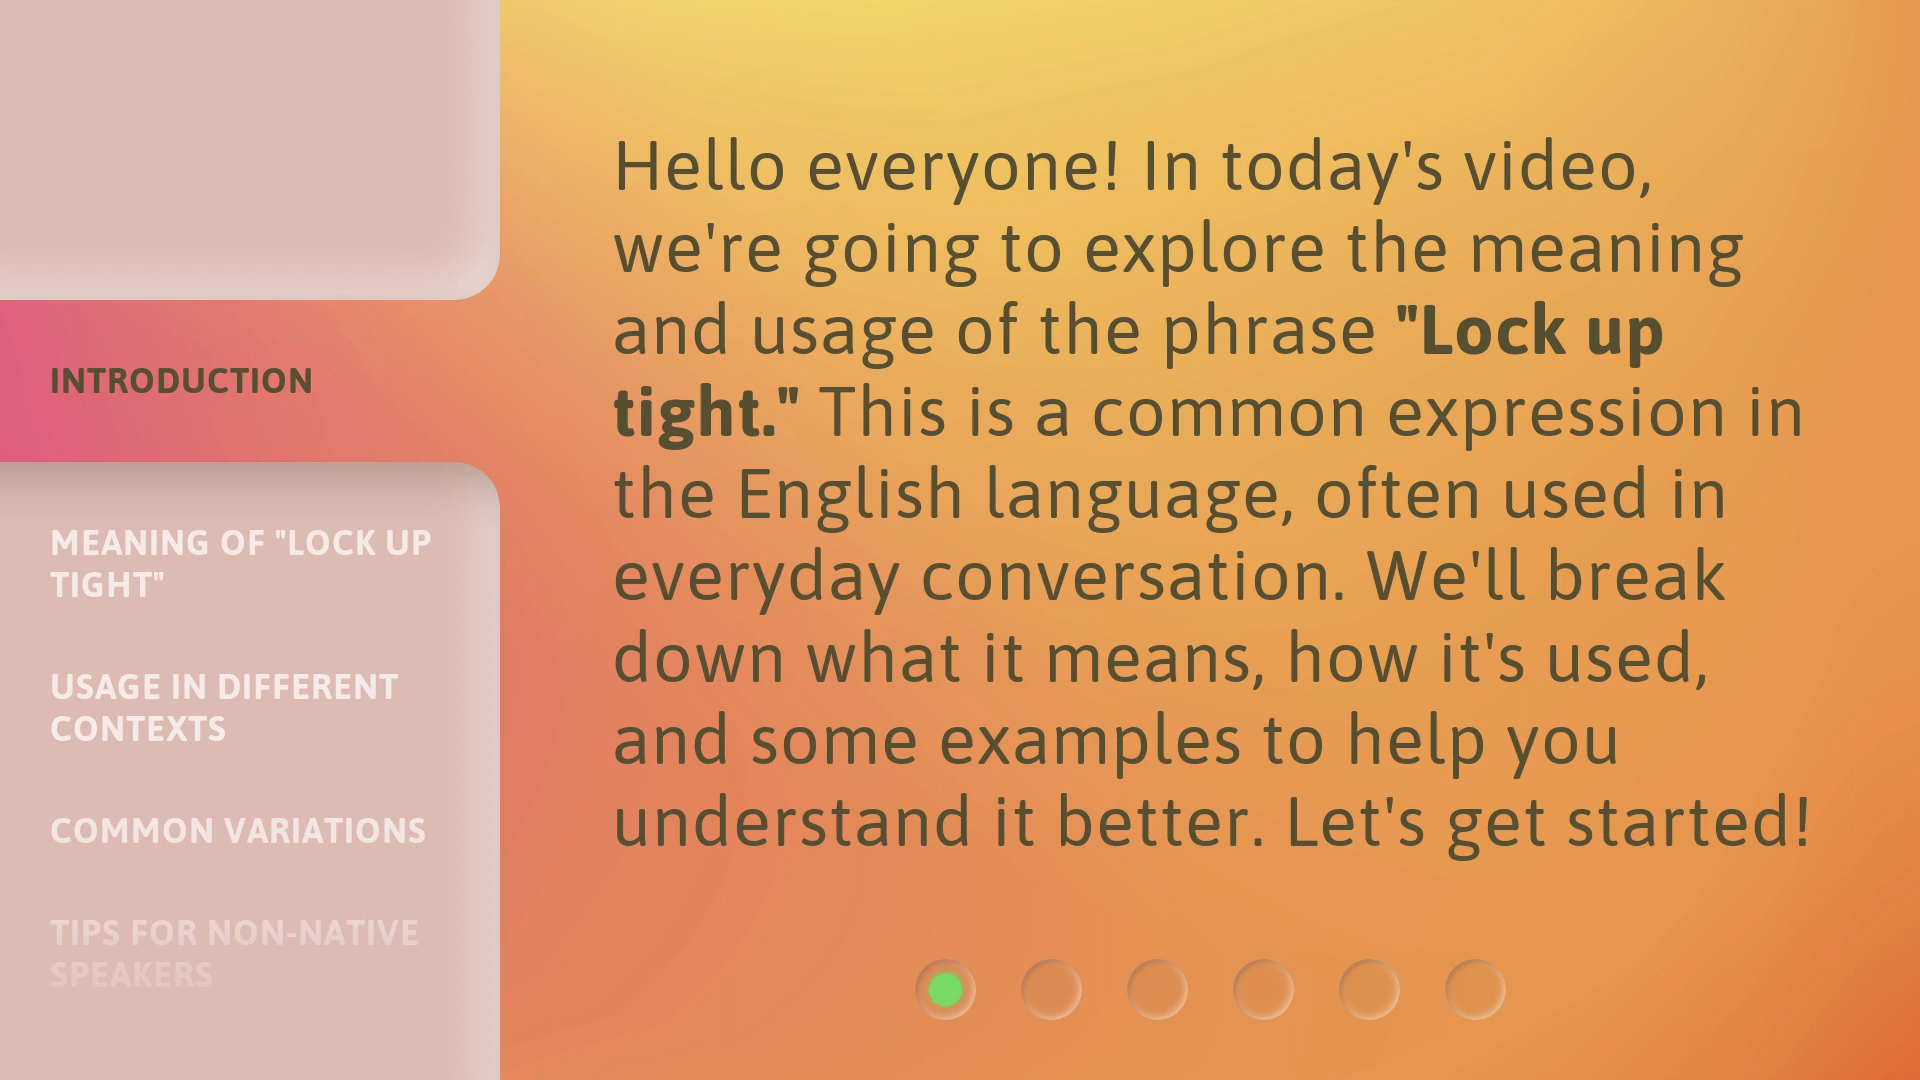 INTRODUCTION
MEANING OF "LOCK UP
TIGHT"
USAGE IN DIFFERENT
CONTEXTS
COMMON VARIATIONS
TIPS FOR NON-NATIVE
SPEAKERS
Hello everyone! In today's video,
we're going to explore the meaning
and usage of the phrase "Lock up
tight." This is a common expression in
the English language, often used in
everyday conversation. We'll break
down what it means, how it's used,
and some examples to help you
understand it better. Let's get started!